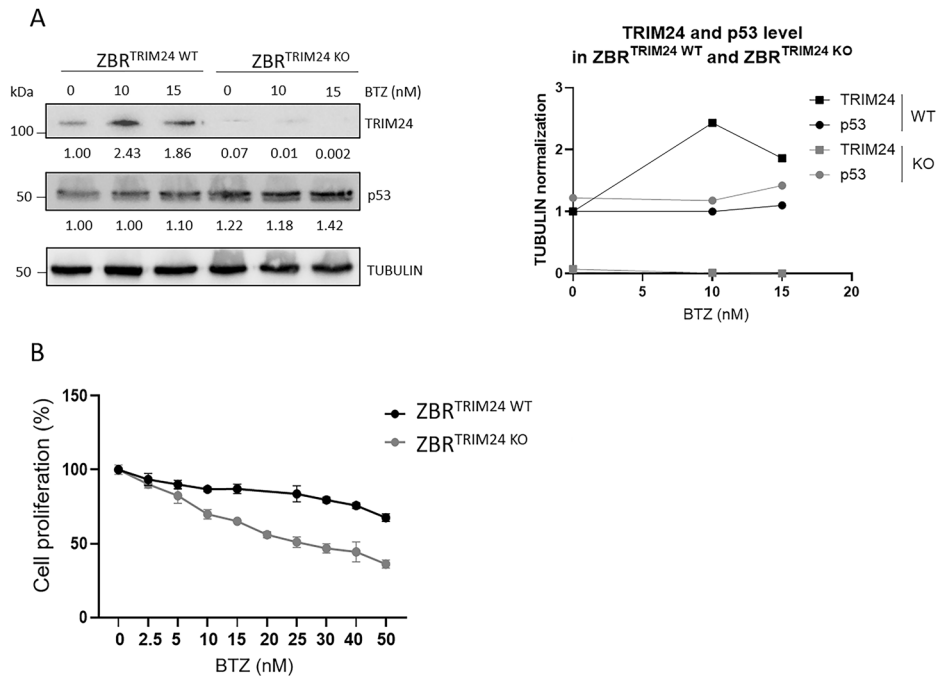 A
ZBR^TRIM24 WT ZBR^TRIM24 KO
kDa 0 10 15 0 10 15 BTZ (nM)
100 TRIM24
1.00 2.43 1.86 0.07 0.01 0.002
50 p53
1.00 1.00 1.10 1.22 1.18 1.42
50 TUBULIN
TRIM24 and p53 level
in ZBR^TRIM24 WT and ZBR^TRIM24 KO
TUBULIN normalization
3
2
1
0
0 5 10 15 20
BTZ (nM)
TRIM24
p53
WT
TRIM24
p53
KO
B
Cell proliferation (%)
150
100
50
0
0 2.5 5 10 15 20 25 30 40 50
BTZ (nM)
ZBR^TRIM24 WT
ZBR^TRIM24 KO